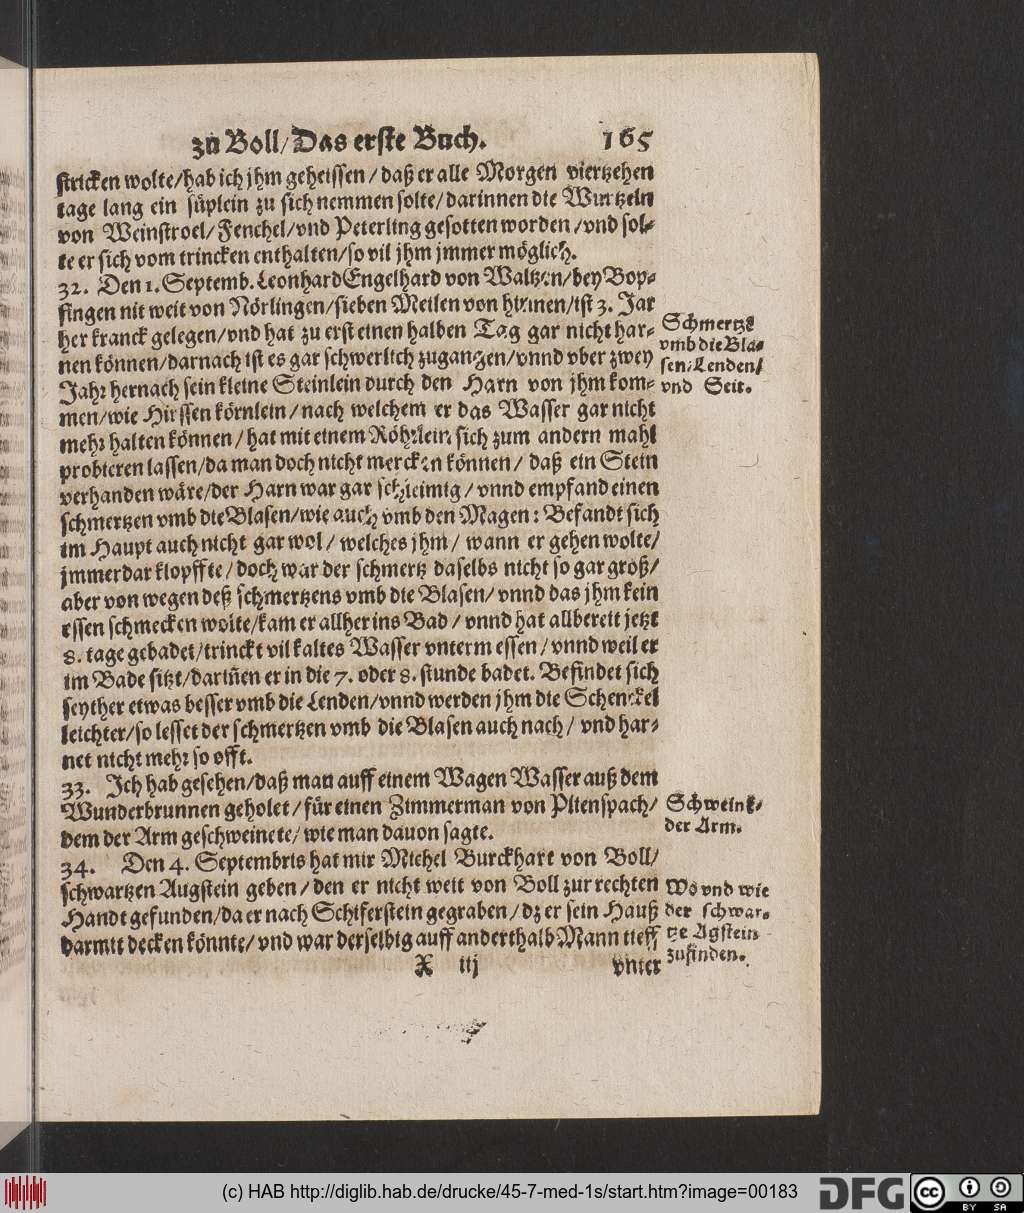 zů Boll/Das erste Buch. 165
stricken wolte/hab ich jhm geheissen/daß er alle Morgen viertzehen
tage lang ein süplein zu sich nemmen solte/darinnen die Wurtzeln
von Weinstroel/Fenchel/vnd Peterling gesotten worden/vnd sol-
te er sich vom trincken enthalten/so vil jhm jmmer möglich.
32. Den 1. Septemb. Leonhard Engelhard von Waltzen/bey Bop-
fingen nit weit von Nörlingen/sieben Meilen von hinnen/ist 3. Jar
her kranck gelegen/vnd hat zu erst einen halben Tag gar nicht har-
nen können/darnach ist es gar schwerlich zugangen/vnnd vber zwey
Jahr hernach sein kleine Steinlein durch den Harn von jhm kom-
men/wie Hirssen körnlein/nach welchem er das Wasser gar nicht
mehr halten können/hat mit einem Röhrlein sich zum andern mahl
probieren lassen/da man doch nicht mercken können/daß ein Stein
verhanden wäre/der Harn war gar schleimig/vnnd empfand einen
schmertzen vmb die Blasen/wie auch vmb den Magen: Befandt sich
im Haupt auch nicht gar wol/welches jhm/wann er gehen wolte/
jmmerdar klopffte/doch war der schmertz daselbs nicht so gar groß/
aber von wegen deß schmertzens vmb die Blasen/vnnd das jhm kein
essen schmecken wolte/kam er allher ins Bad/vnnd hat allbereit jetzt
8. tage gebadet/trinckt vil kaltes Wasser vnterm essen/vnnd weil er
im Bade sitzt/dariñen er in die 7. oder 8. stunde badet. Befindet sich
seyther etwas besser vmb die Lenden/vnnd werden jhm die Schenckel
leichter/so lesset der schmertzen vmb die Blasen auch nach/vnd har-
net nicht mehr so offt.
33. Ich hab gesehen/daß man auff einem Wagen Wasser auß dem
Wunderbrunnen geholet/für einen Zimmerman von Plienspach/
dem der Arm geschweinete/wie man dauon sagte.
34. Den 4. Septembris hat mir Michel Burckhart von Boll/
schwartzen Augstein geben/den er nicht weit von Boll zur rechten
Handt gefunden/da er nach Schiferstein gegraben/dz er sein Hauß
darmit decken könnte/vnd war derselbig auff anderthalb Mann tieff
X iij vnter
Schmertzẽ
vmb die Bla-
sen/Lenden/
vnd Seit.
Schweinẽ-
der Arm.
Wo vnd wie
der schwar-
tze Agstein
zufinden.
(c) HAB http://diglib.hab.de/drucke/45-7-med-1s/start.htm?image=00183
DFG
cc
BY SA